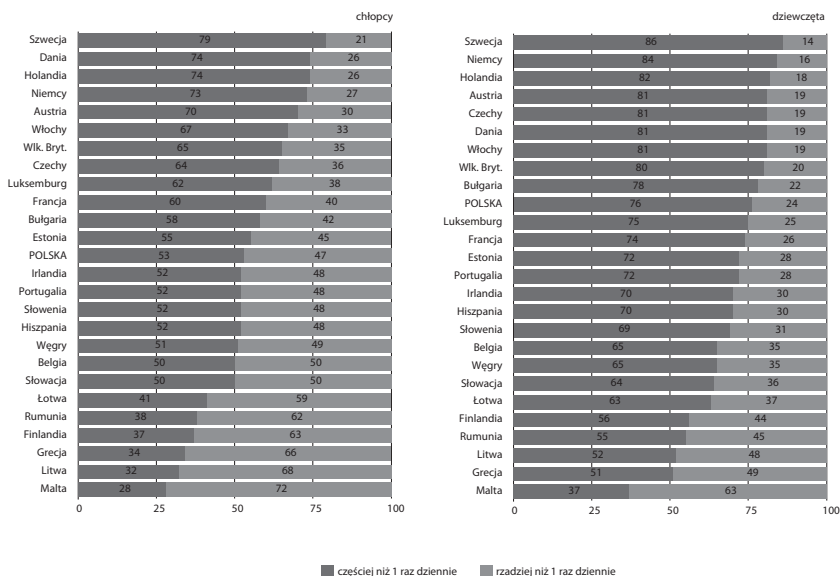 chłopcy
Szwecja 79 21
Dania 74 26
Holandia 74 26
Niemcy 73 27
Austria 70 30
Włochy 67 33
Wlk. Bryt. 65 35
Czechy 64 36
Luksemburg 62 38
Francja 60 40
Bułgaria 58 42
Estonia 55 45
POLSKA 53 47
Irlandia 52 48
Portugalia 52 48
Słowenia 52 48
Hiszpania 52 48
Węgry 51 49
Belgia 50 50
Słowacja 50 50
Łotwa 41 59
Rumunia 38 62
Finlandia 37 63
Grecja 34 66
Litwa 32 68
Malta 28 72
0 25 50 75 100
dziewczęta
Szwecja 86 14
Niemcy 84 16
Holandia 82 18
Austria 81 19
Czechy 81 19
Dania 81 19
Włochy 81 19
Wlk. Bryt. 80 20
Bułgaria 78 22
POLSKA 76 24
Luksemburg 75 25
Francja 74 26
Estonia 72 28
Portugalia 72 28
Irlandia 70 30
Hiszpania 70 30
Słowenia 69 31
Belgia 65 35
Węgry 65 35
Słowacja 64 36
Łotwa 63 37
Finlandia 56 44
Rumunia 55 45
Litwa 52 48
Grecja 51 49
Malta 37 63
0 25 50 75 100
częściej niż 1 raz dziennie rzadziej niż 1 raz dziennie